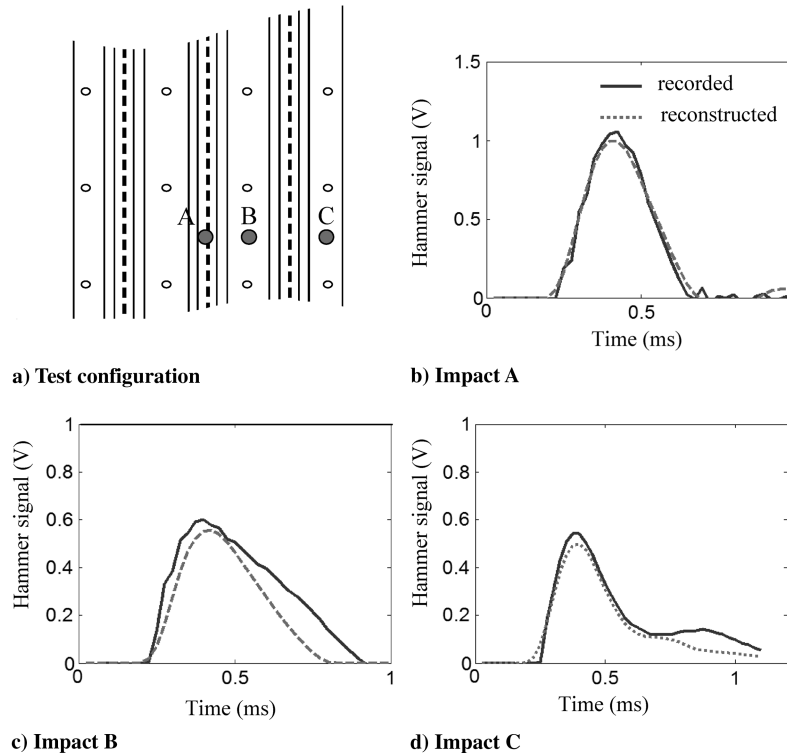 A
B
C
a) Test configuration
Hammer signal (V)
1.5
1
0.5
0
recorded
reconstructed
0
0.5
Time (ms)
b) Impact A
Hammer signal (V)
1
0.8
0.6
0.4
0.2
0
0
0.5
1
Time (ms)
c) Impact B
Hammer signal (V)
1
0.8
0.6
0.4
0.2
0
0
0.5
1
Time (ms)
d) Impact C